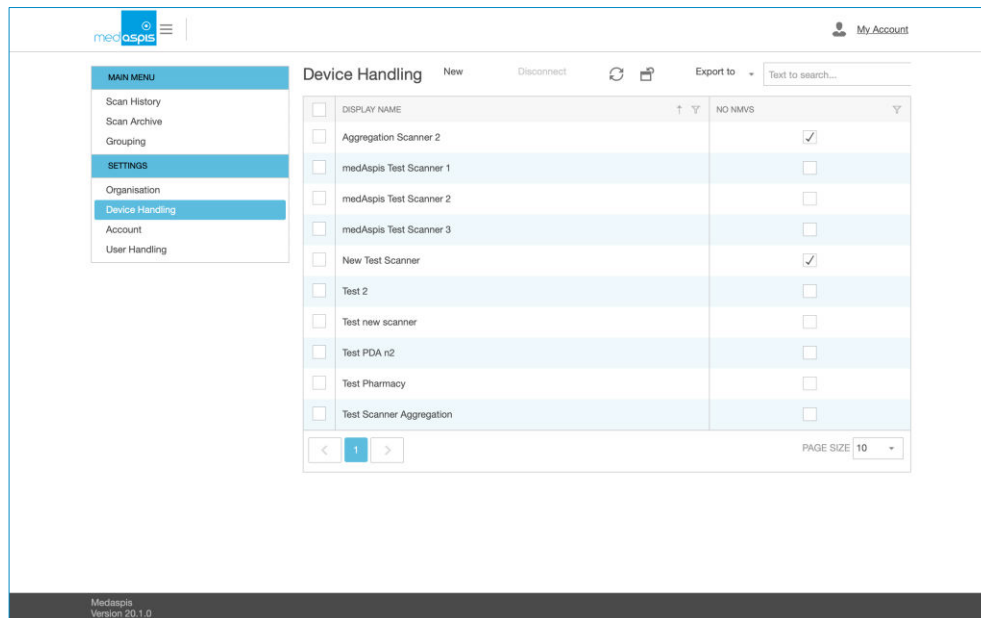 medaspis
My Account
MAIN MENU
Scan History
Scan Archive
Grouping
SETTINGS
Organisation
Device Handling
Account
User Handling
Device Handling New Disconnect Export to Text to search...
DISPLAY NAME NO NMVS
Aggregation Scanner 2
medAspis Test Scanner 1
medAspis Test Scanner 2
medAspis Test Scanner 3
New Test Scanner
Test 2
Test new scanner
Test PDA n2
Test Pharmacy
Test Scanner Aggregation
1 PAGE SIZE 10
Medaspis
Version 20.1.0